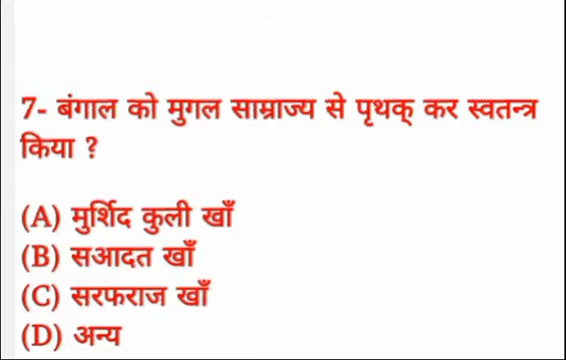 7- बंगाल को मुगल साम्राज्य से पृथक् कर स्वतन्त्र
किया ?
(A) मुर्शिद कुली खाँ
(B) सआदत खाँ
(C) सरफराज खाँ
(D) अन्य